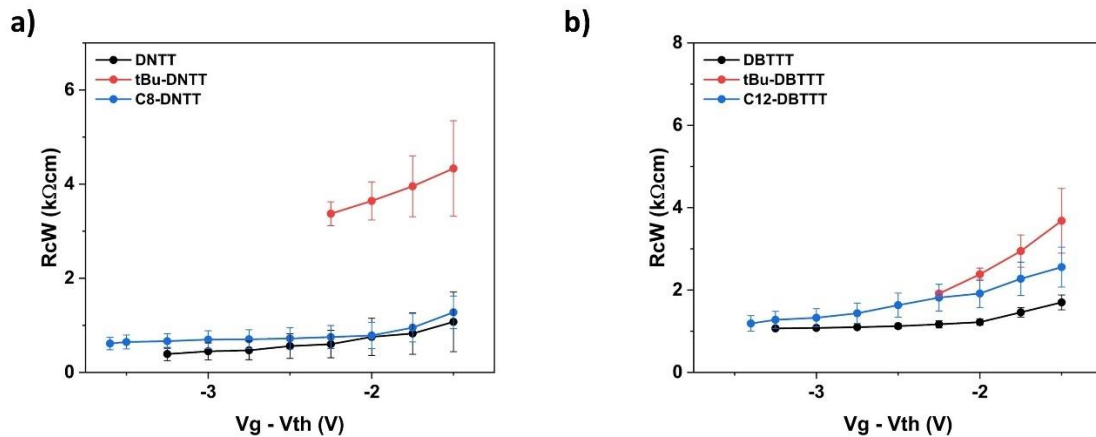 a)
DNTT
tBu-DNTT
C8-DNTT
6
4
2
0
RcW (kΩcm)
-3
-2
Vg - Vth (V)
b)
DBTTT
tBu-DBTTT
C12-DBTTT
8
6
4
2
0
RcW (kΩcm)
-3
-2
Vg - Vth (V)